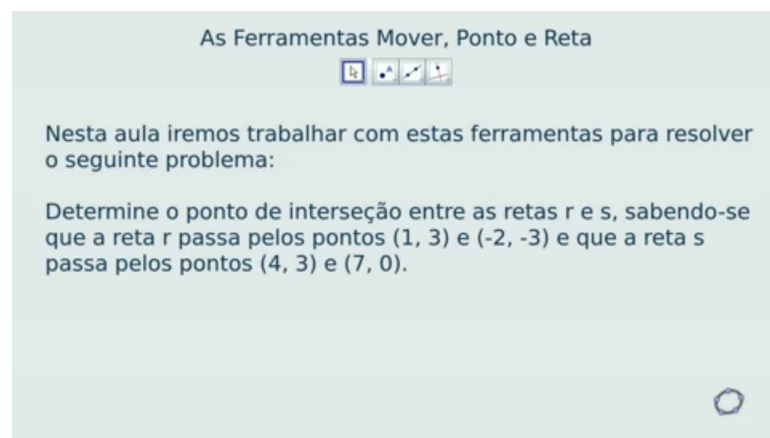 As Ferramentas Mover, Ponto e Reta
A
Nesta aula iremos trabalhar com estas ferramentas para resolver
o seguinte problema:
Determine o ponto de interseção entre as retas r e s, sabendo-se
que a reta r passa pelos pontos (1, 3) e (-2, -3) e que a reta s
passa pelos pontos (4, 3) e (7, 0).